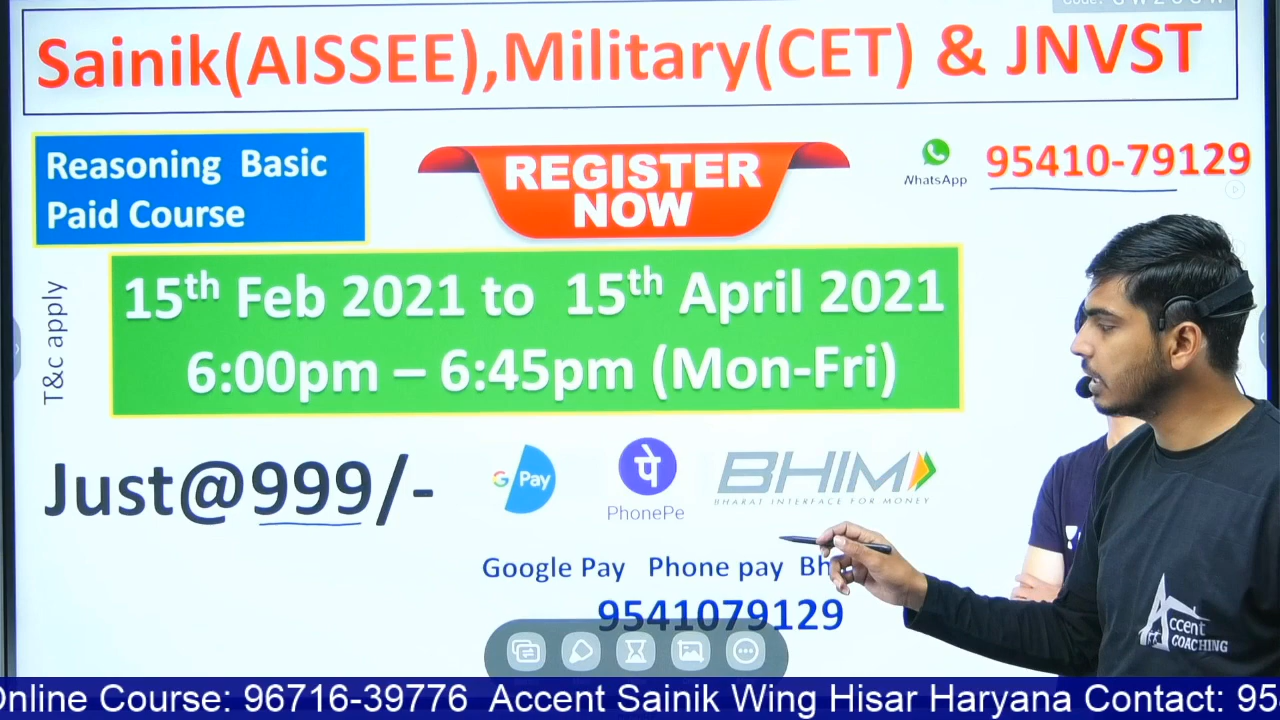 Sainik(AISSEE),Military(CET) & JNVST
Reasoning Basic
Paid Course
REGISTER
NOW
WhatsApp
95410-79129
T&c apply
15th Feb 2021 to 15th April 2021
6:00pm – 6:45pm (Mon-Fri)
Just@999/-
G Pay
पे
PhonePe
BHIM
BHARAT INTERFACE FOR MONEY
Google Pay Phone pay
9541079129
Accent
COACHING
Online Course: 96716-39776 Accent Sainik Wing Hisar Haryana Contact: 95